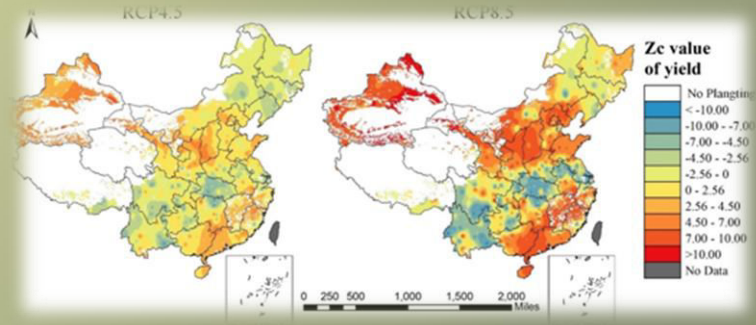 N
RCP4.5
RCP8.5
Zc value
of yield
No Plangting
< -10.00
-10.00 - -7.00
-7.00 - -4.50
-4.50 - -2.56
-2.56 - 0
0 - 2.56
2.56 - 4.50
4.50 - 7.00
7.00 - 10.00
>10.00
No Data
0 250 500 1,000 1,500 2,000
Miles